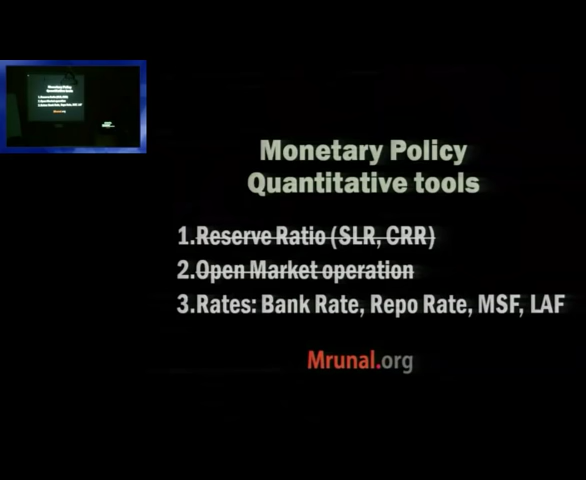 Monetary Policy
Quantitative tools
1.Reserve Ratio (SLR, CRR)
2.Open Market operation
3.Rates: Bank Rate, Repo Rate, MSF, LAF
Mrunal.org